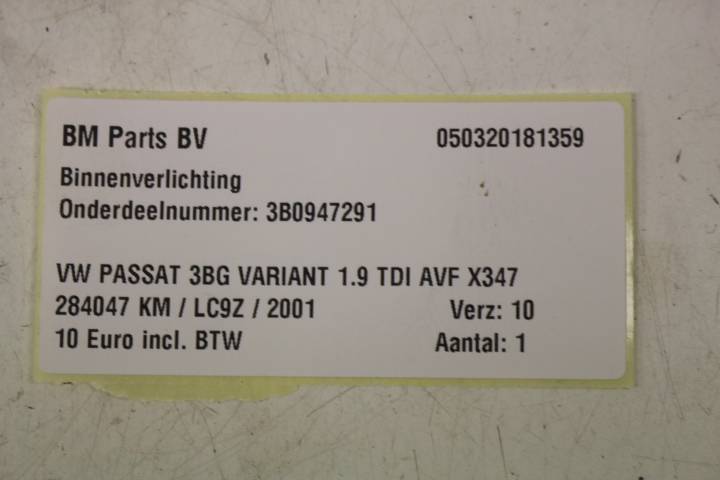 BM Parts BV 050320181359
Binnenverlichting
Onderdeelnummer: 3B0947291
VW PASSAT 3BG VARIANT 1.9 TDI AVF X347
284047 KM / LC9Z / 2001 Verz: 10
10 Euro incl. BTW Aantal: 1